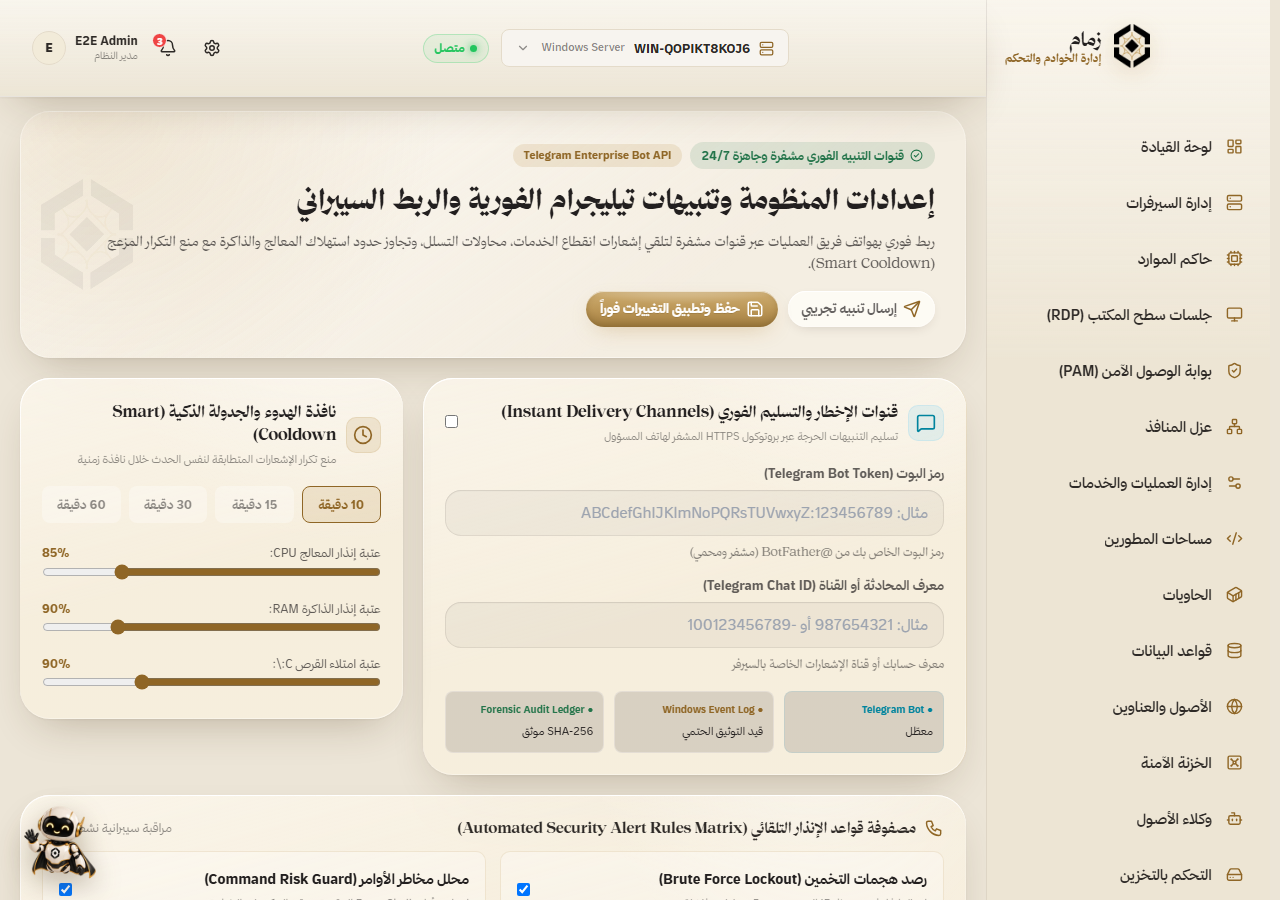 زمام
إدارة الخوادم والتحكم
WIN-QOPIKT8KOJ6 Windows Server
متصل
3
E2E Admin
مدير النظام
E
لوحة القيادة
إدارة السيرفرات
حاكم الموارد
جلسات سطح المكتب (RDP)
بوابة الوصول الآمن (PAM)
عزل المنافذ
إدارة العمليات والخدمات
مساحات المطورين
الحاويات
قواعد البيانات
الأصول والعناوين
الخزنة الآمنة
وكلاء الأصول
التحكم بالتخزين
قنوات التنبيه الفوري مشفرة وجاهزة 24/7
Telegram Enterprise Bot API
إعدادات المنظومة وتنبيهات تيليجرام الفورية والربط السيبراني
ربط فوري بهواتف فريق العمليات عبر قنوات مشفرة لتلقي إشعارات انقطاع الخدمات، محاولات التسلل، وتجاوز حدود استهلاك المعالج والذاكرة مع منع التكرار المزعج
(Smart Cooldown).
إرسال تنبيه تجريبي
حفظ وتطبيق التغييرات فوراً
قنوات الإخطار والتسليم الفوري (Instant Delivery Channels)
تسليم التنبيهات الحرجة عبر بروتوكول HTTPS المشفر لهاتف المسؤول
رمز البوت (Telegram Bot Token)
مثال: 123456789:ABCdefGhIJKlmNoPQRsTUVwxyZ
رمز البوت الخاص بك من @BotFather (مشفر ومحمي)
معرف المحادثة أو القناة (Telegram Chat ID)
مثال: 987654321 أو -100123456789
معرف حسابك أو قناة الإشعارات الخاصة بالسيرفر
● Telegram Bot
معطل
● Windows Event Log
قيد التوثيق الحتمي
● Forensic Audit Ledger
SHA-256 موثق
نافذة الهدوء والجدولة الذكية (Smart
Cooldown)
منع تكرار الإشعارات المتطابقة لنفس الحدث خلال نافذة زمنية
10 دقيقة
15 دقيقة
30 دقيقة
60 دقيقة
عتبة إنذار المعالج CPU:
85%
عتبة إنذار الذاكرة RAM:
90%
عتبة امتلاء القرص C:\:
90%
مصفوفة قواعد الإنذار التلقائي (Automated Security Alert Rules Matrix)
مراقبة سيبرانية
رصد هجمات التخمين (Brute Force Lockout)
محلل مخاطر الأوامر (Command Risk Guard)